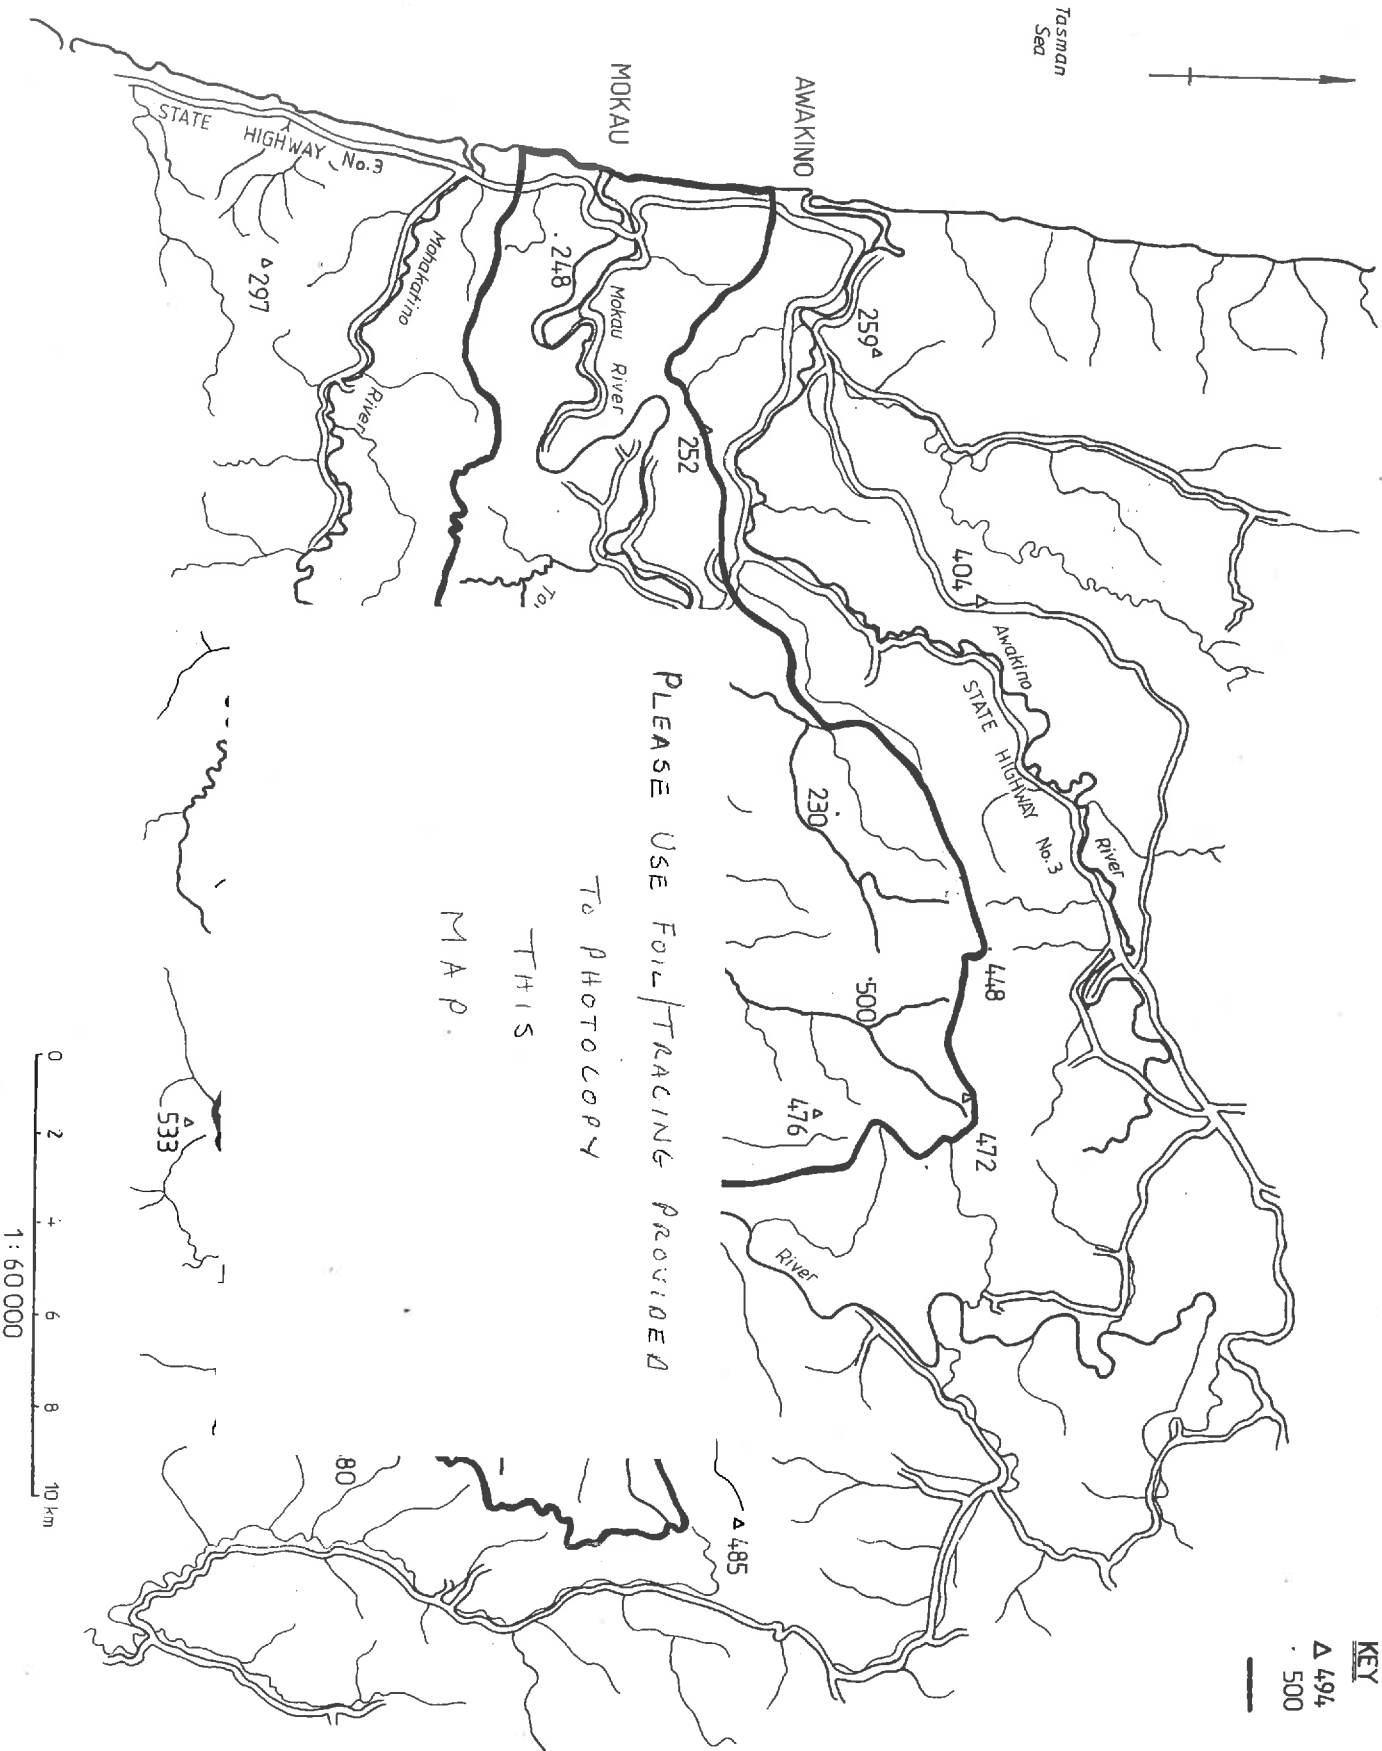 Tasman
Sea
AWAKINO
MOKAU
STATE
HIGHWAY
No.3
259
404
Awakino
River
STATE
HIGHWAY
No.3
448
472
252
248
Mokau River
Mohakatino
River
297
230
500
476
River
485
80
533
PLEASE USE FOIL/TRACING PROVIDED
TO PHOTOCOPY
THIS
MAP
KEY
494
500
0 2 4 6 8 10 km
1:60000